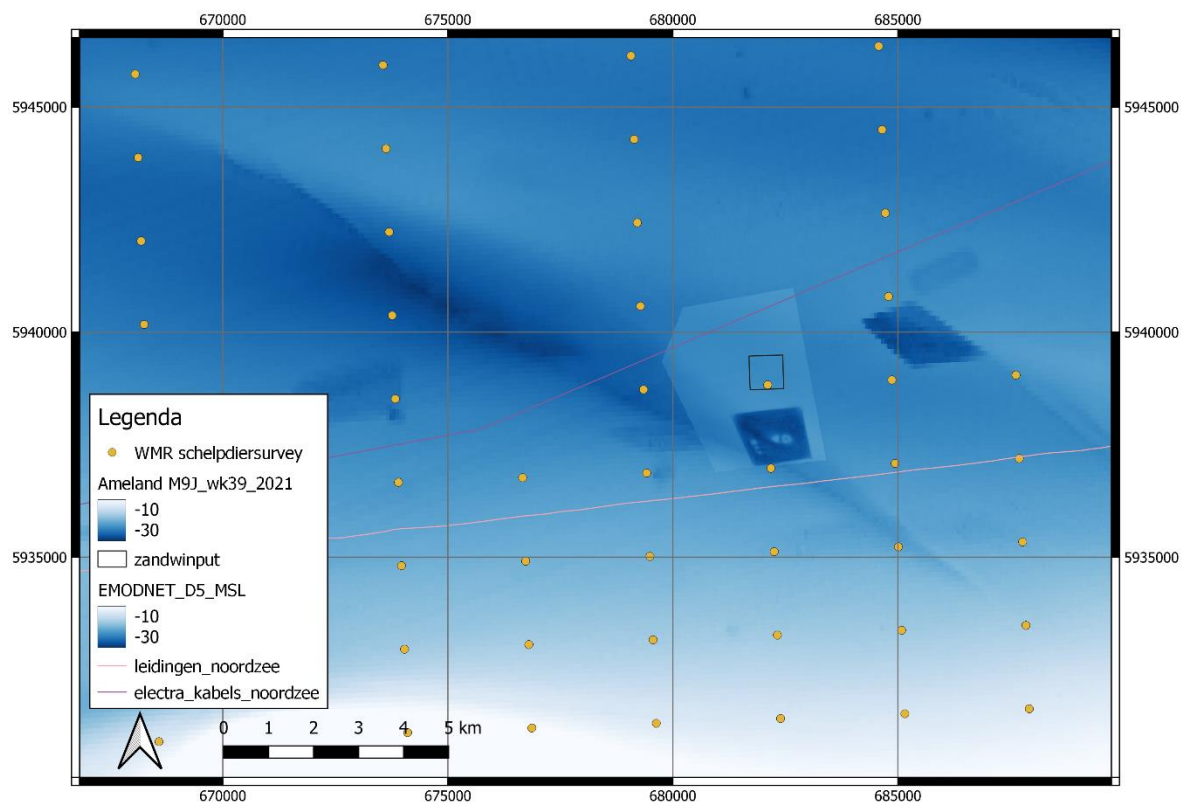 670000 675000 680000 685000
5945000 5945000
5940000 5940000
Legenda
WMR schelpdiersurvey
Ameland M9J_wk39_2021
-10
-30
zandwinput
5935000 5935000
EMODNET_D5_MSL
-10
-30
leidingen_noordzee
electra_kabels_noordzee
0 1 2 3 4 5 km
670000 675000 680000 685000